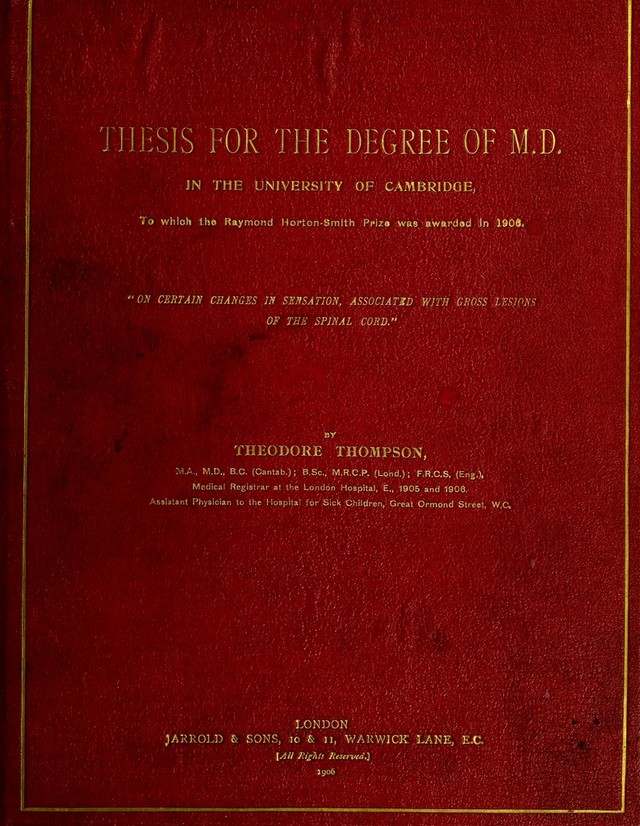 THESIS FOR THE DEGREE OF M.D.
IN THE UNIVERSITY OF CAMBRIDGE,
To which the Raymond Horton-Smith Prize was awarded in 1906.
"ON CERTAIN CHANGES IN SENSATION, ASSOCIATED WITH GROSS LESIONS
OF THE SPINAL CORD."
BY
THEODORE THOMPSON,
M.A., M.D., B.C. (Cantab.); B.Sc., M.R.C.P. (Lond.); F.R.C.S. (Eng.),
Medical Registrar at the London Hospital, E., 1905 and 1906.
Assistant Physician to the Hospital for Sick Children, Great Ormond Street, W.C.
LONDON
JARROLD & SONS, 10 & 11, WARWICK LANE, E.C.
[All Rights Reserved.]
1906